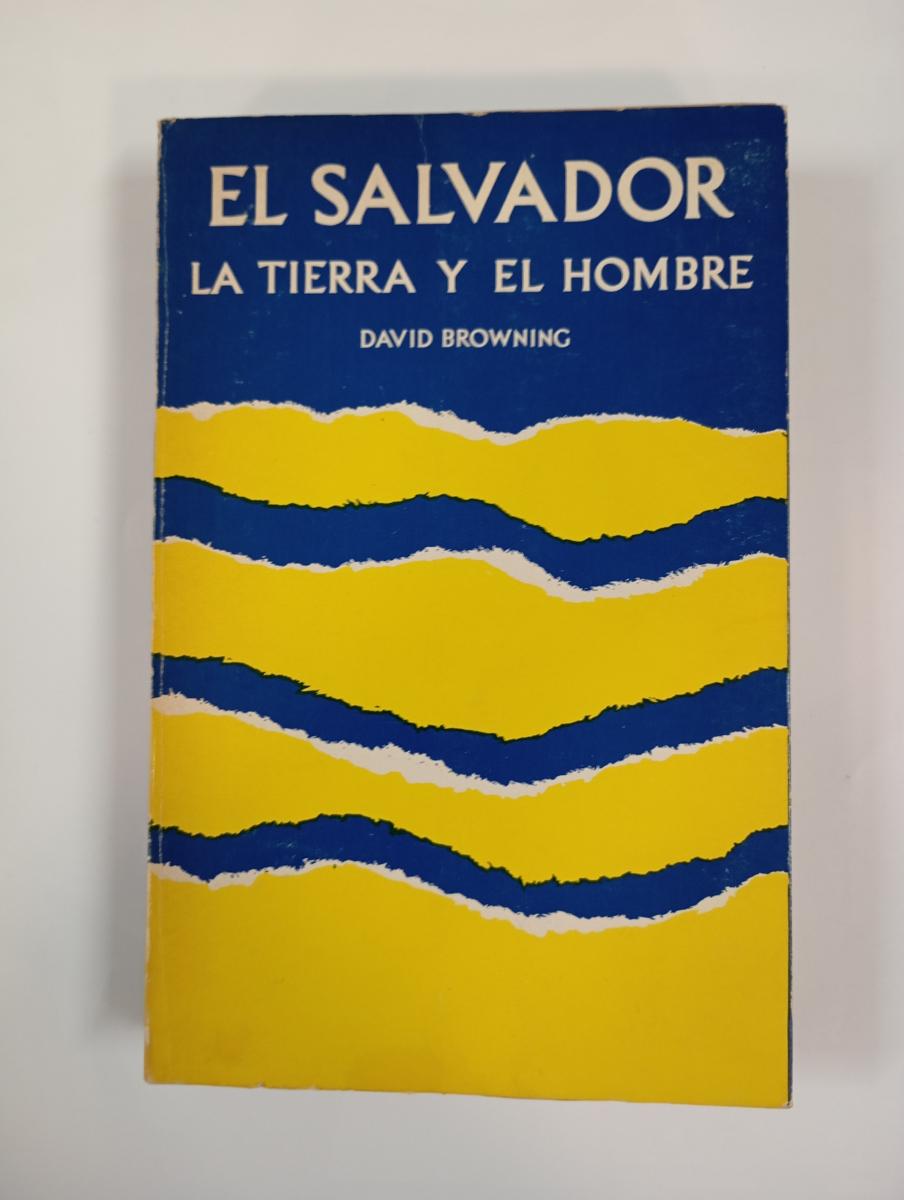 EL SALVADOR
LA TIERRA Y EL HOMBRE
DAVID BROWNING